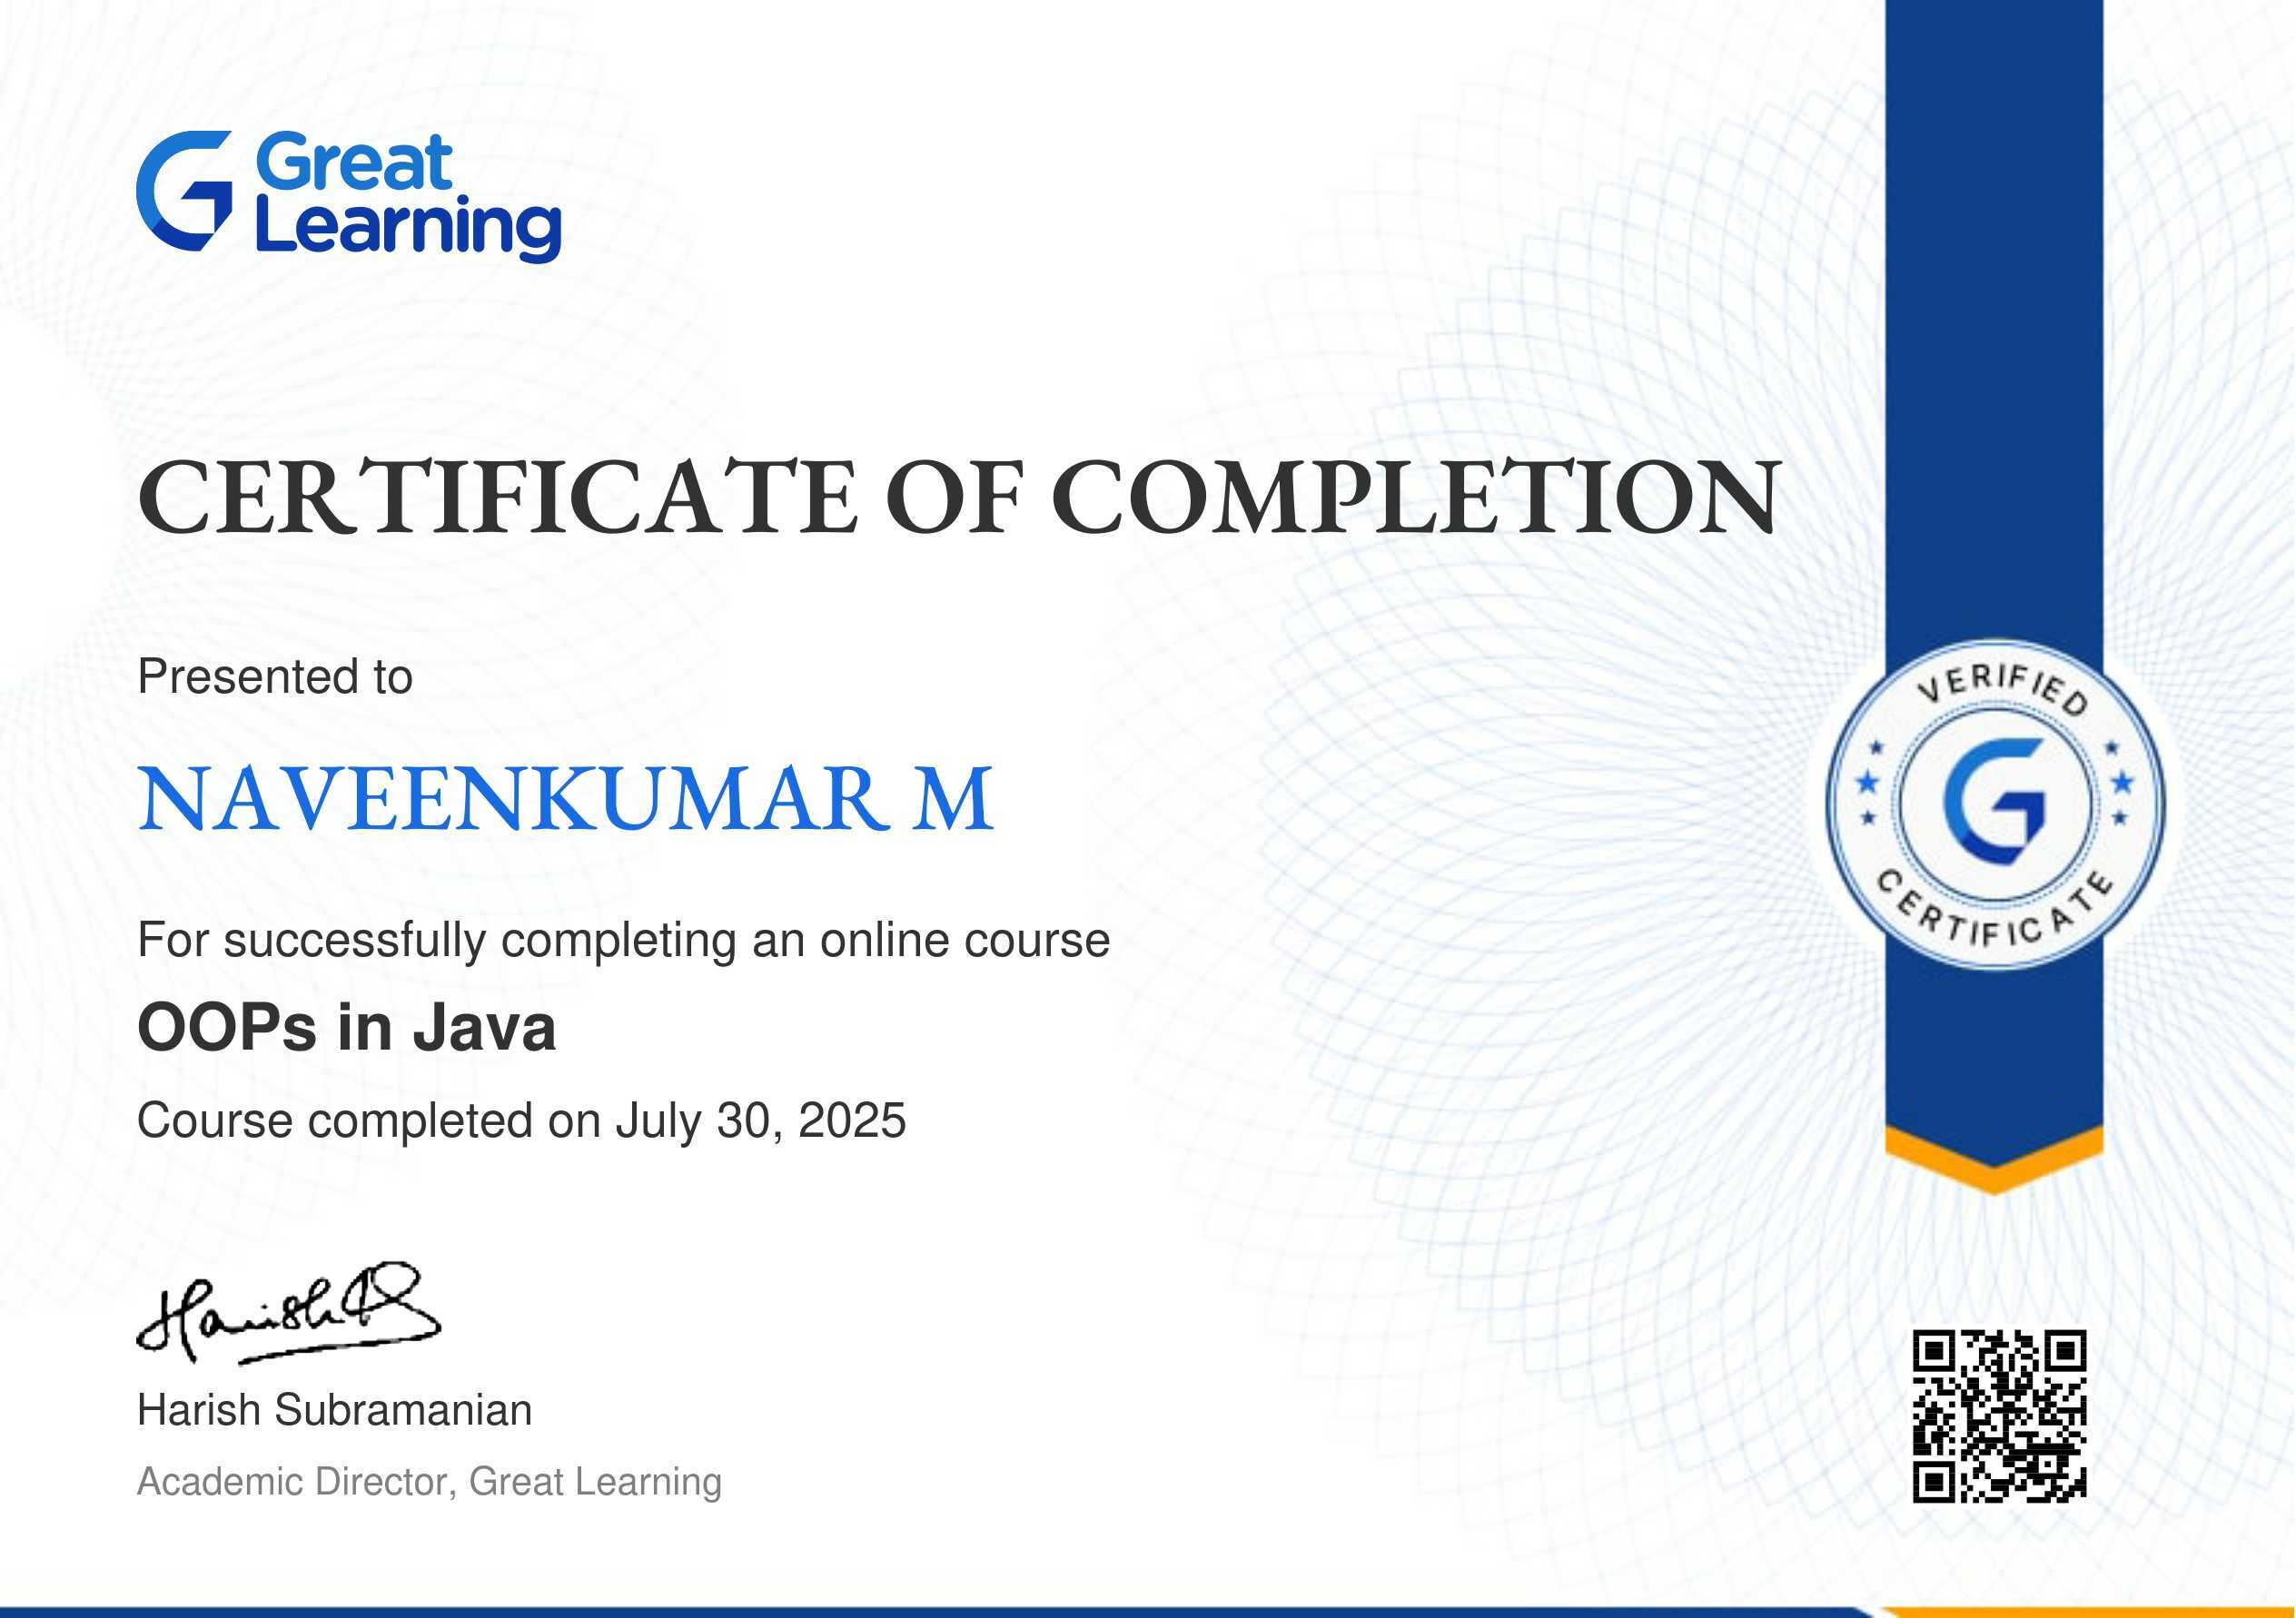 Great
Learning
CERTIFICATE OF COMPLETION
Presented to
NAVEENKUMAR M
For successfully completing an online course
OOPs in Java
Course completed on July 30, 2025
VERIFIED
CERTIFICATE
Harish
Harish Subramanian
Academic Director, Great Learning